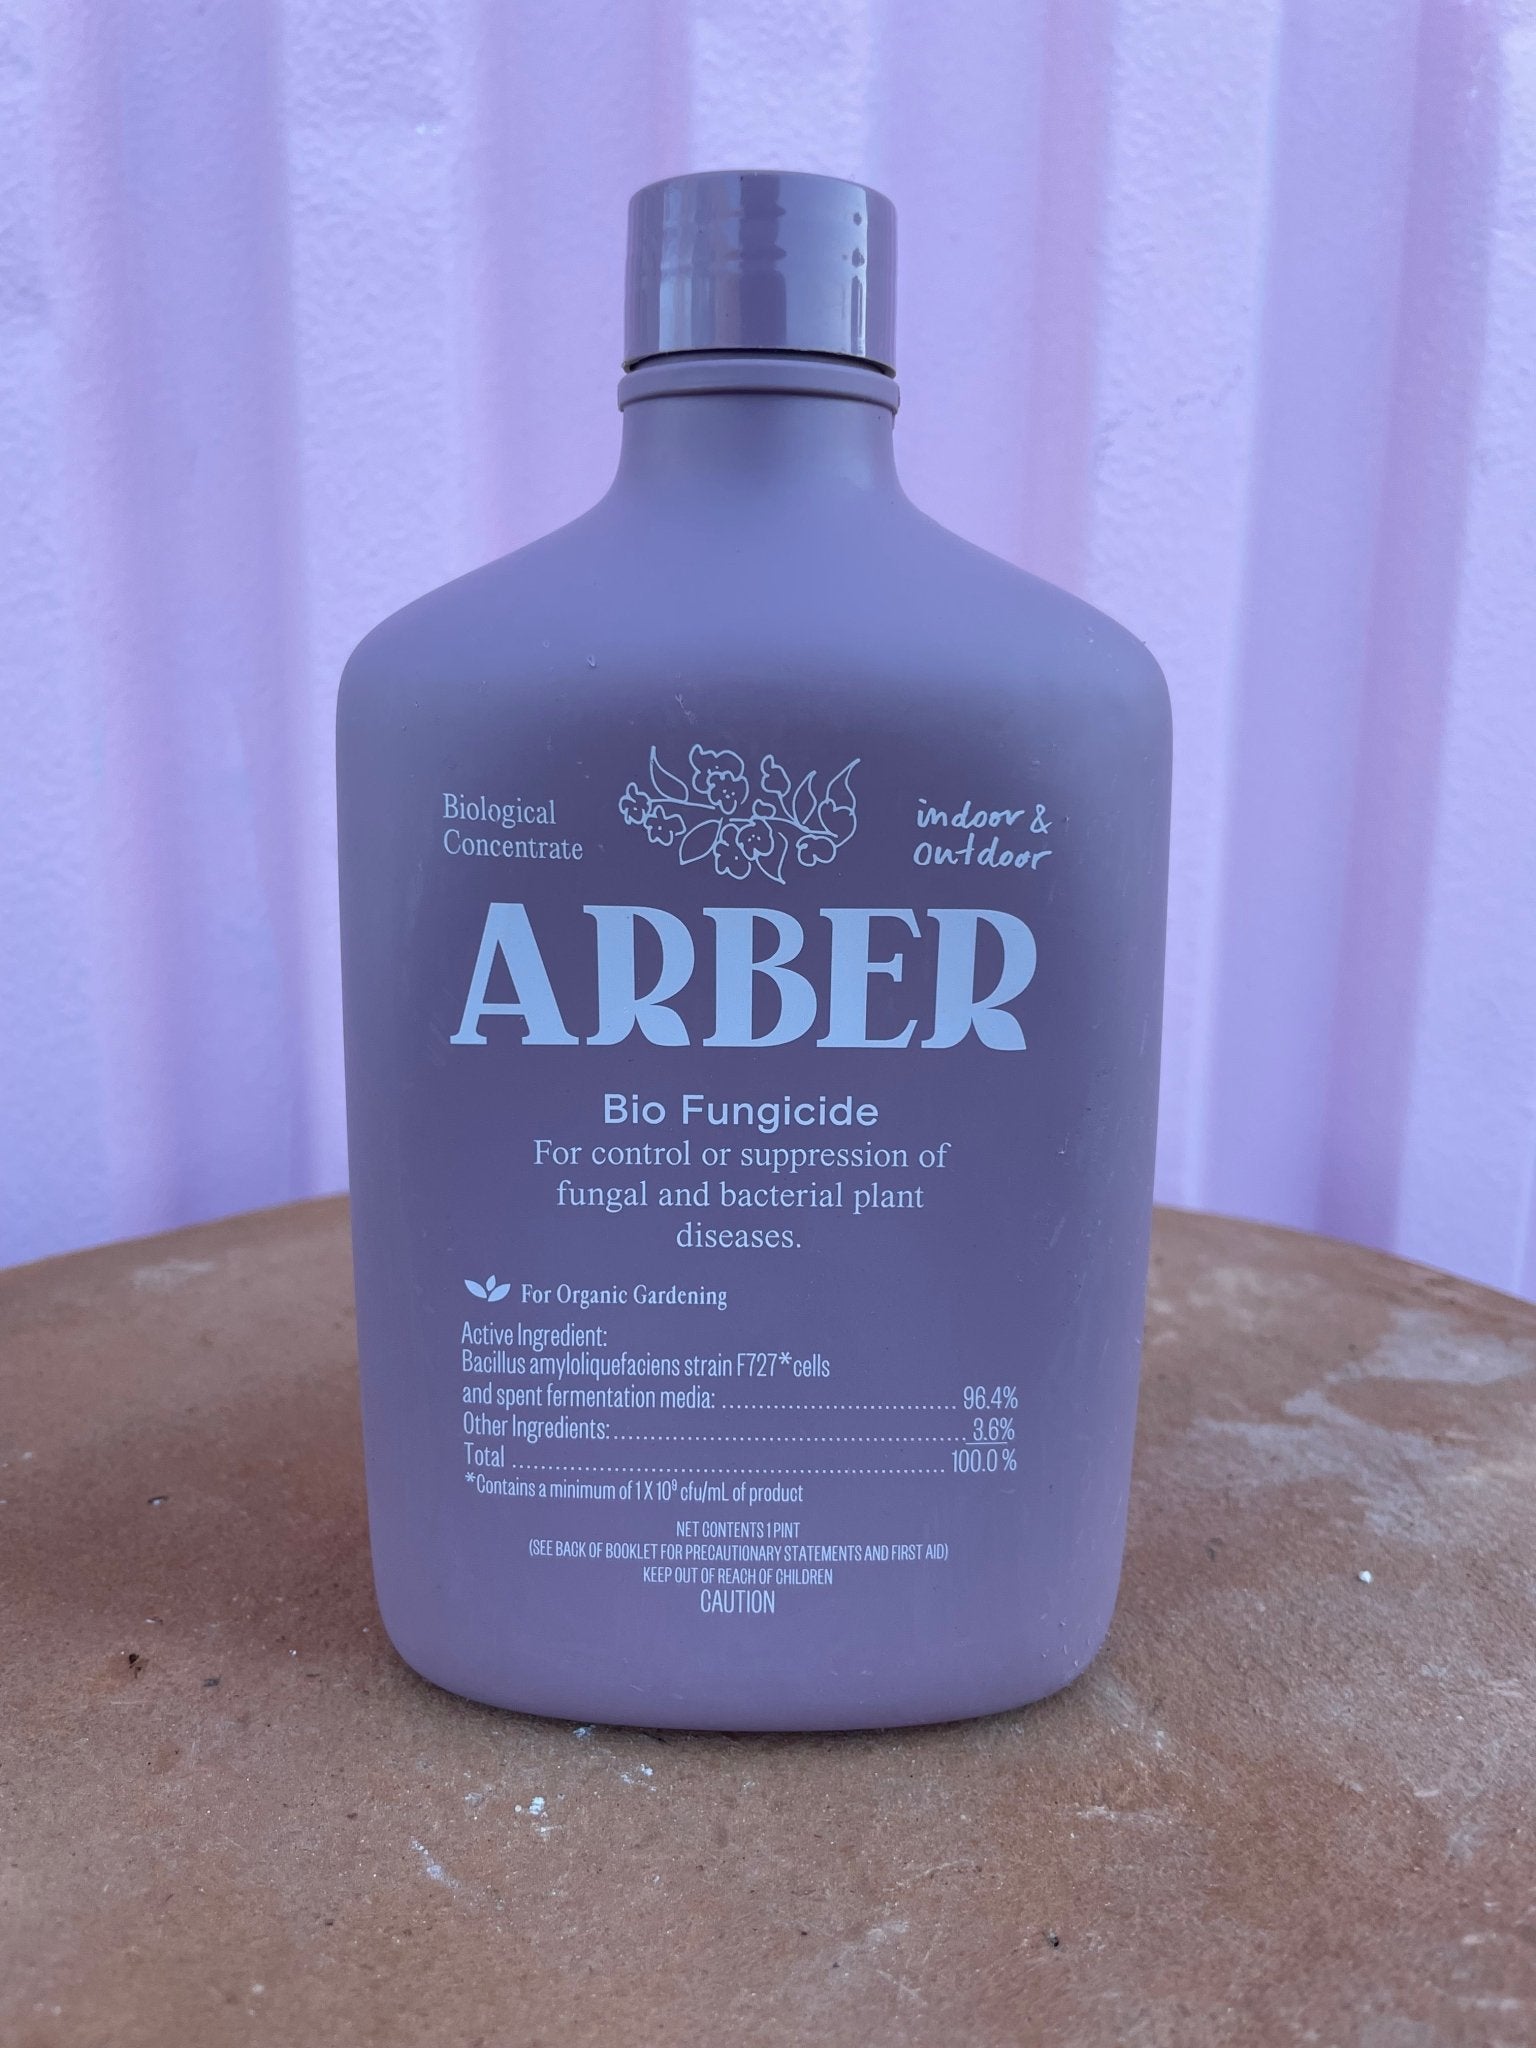 Biological
Concentrate
indoor &
outdoor
ARBER
Bio Fungicide
For control or suppression of
fungal and bacterial plant
diseases.
For Organic Gardening
Active Ingredient:
Bacillus amyloliquefaciens strain F727*cells
and spent fermentation media: ................................ 96.4%
Other Ingredients:................................................ 3.6%
Total .......................................................... 100.0 %
*Contains a minimum of 1 X 10⁹ cfu/mL of product
NET CONTENTS 1 PINT
(SEE BACK OF BOOKLET FOR PRECAUTIONARY STATEMENTS AND FIRST AID)
KEEP OUT OF REACH OF CHILDREN
CAUTION